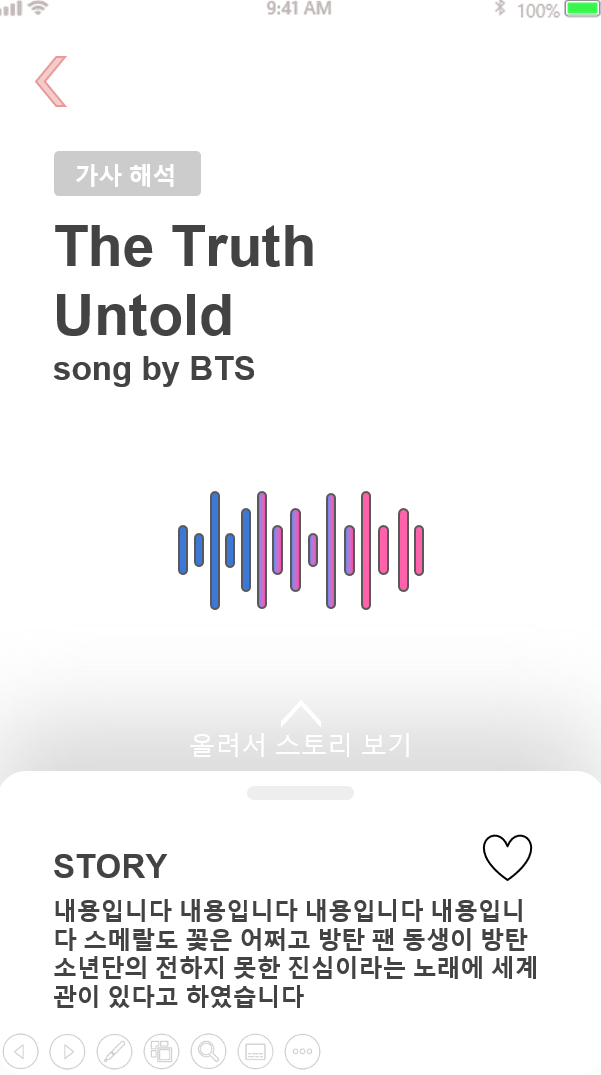 9:41 AM
100%
가사 해석
The Truth
Untold
song by BTS
올려서 스토리 보기
STORY
내용입니다 내용입니다 내용입니다 내용입니
다 스메랄도 꽃은 어쩌고 방탄 팬 동생이 방탄
소년단의 전하지 못한 진심이라는 노래에 세계
관이 있다고 하였습니다